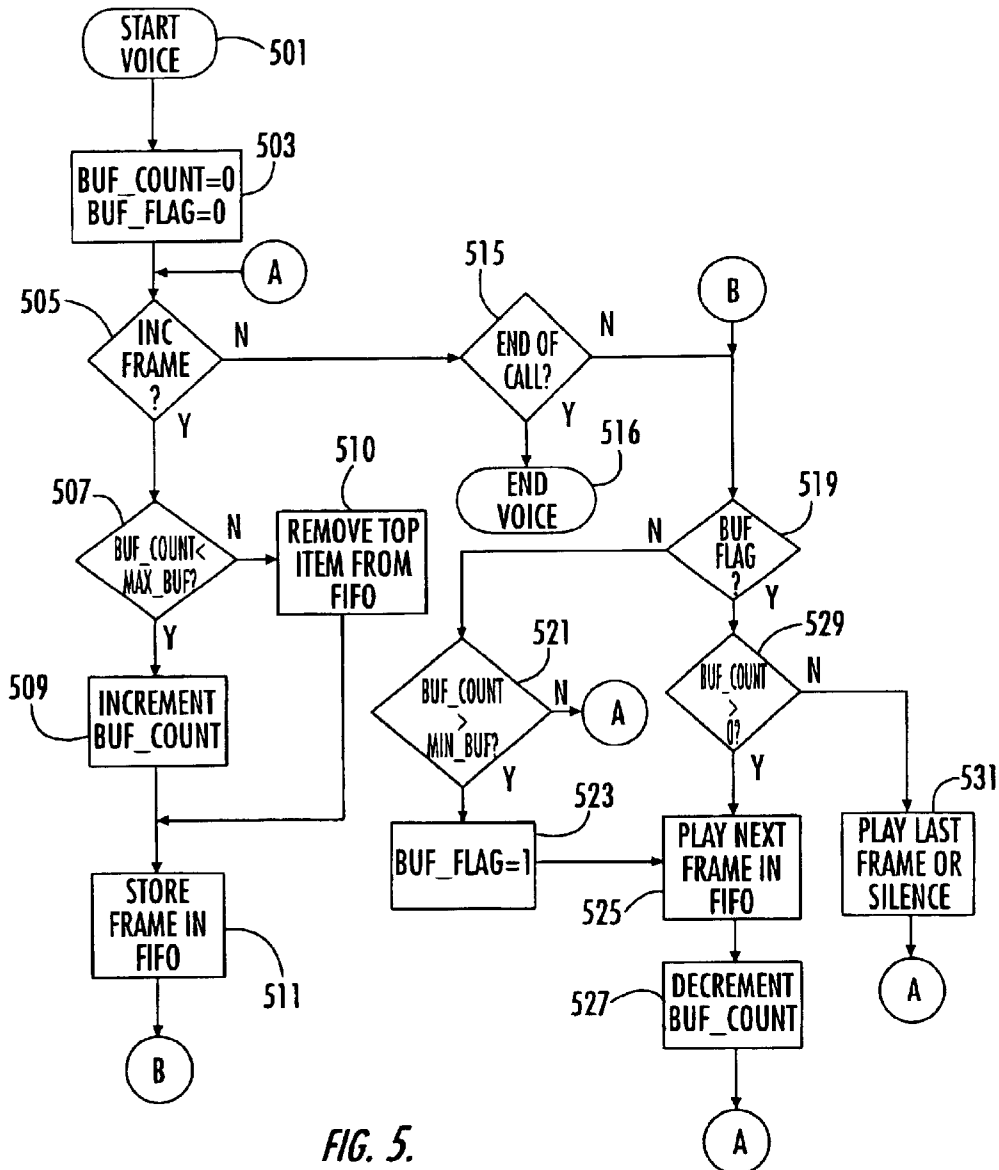 START
VOICE
501
503
BUF_COUNT=0
BUF_FLAG=0
A
515
B
505
INC
FRAME
?
N
Y
END OF
CALL?
N
Y
516
END
VOICE
510
507
BUF_COUNT<
MAX_BUF?
N
Y
REMOVE TOP
ITEM FROM
FIFO
519
BUF
FLAG
?
N
Y
521
BUF_COUNT
>
MIN_BUF?
N
Y
A
529
BUF_COUNT
>
0?
N
Y
509
INCREMENT
BUF_COUNT
523
BUF_FLAG=1
PLAY NEXT
FRAME IN
FIFO
525
531
PLAY LAST
FRAME OR
SILENCE
STORE
FRAME IN
FIFO
511
527
DECREMENT
BUF_COUNT
A
B
A
FIG. 5.